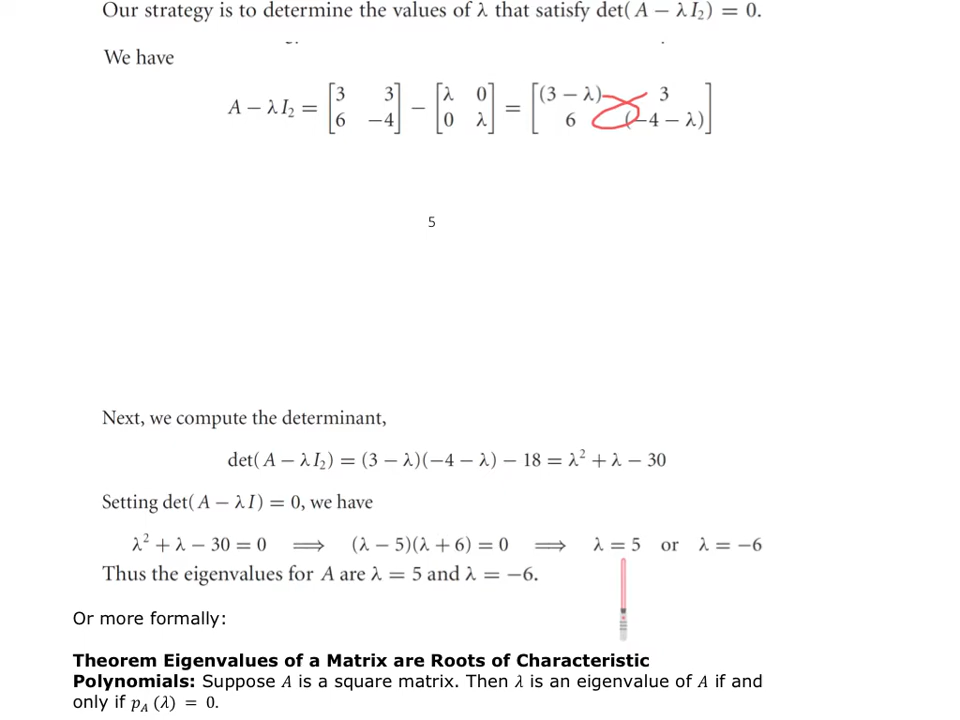 Our strategy is to determine the values of λ that satisfy det( A − λ I₂) = 0.
We have
A − λ I₂ = [3 3; 6 −4] − [λ 0; 0 λ] = [(3 − λ) 3; 6 (−4 − λ)]
5
Next, we compute the determinant,
det( A − λ I₂) = (3 − λ)(−4 − λ) − 18 = λ² + λ − 30
Setting det( A − λ I) = 0, we have
λ² + λ − 30 = 0 ⟹ (λ − 5)(λ + 6) = 0 ⟹ λ = 5 or λ = −6
Thus the eigenvalues for A are λ = 5 and λ = −6.
Or more formally:
Theorem Eigenvalues of a Matrix are Roots of Characteristic
Polynomials: Suppose A is a square matrix. Then λ is an eigenvalue of A if and
only if p_A (λ) = 0.